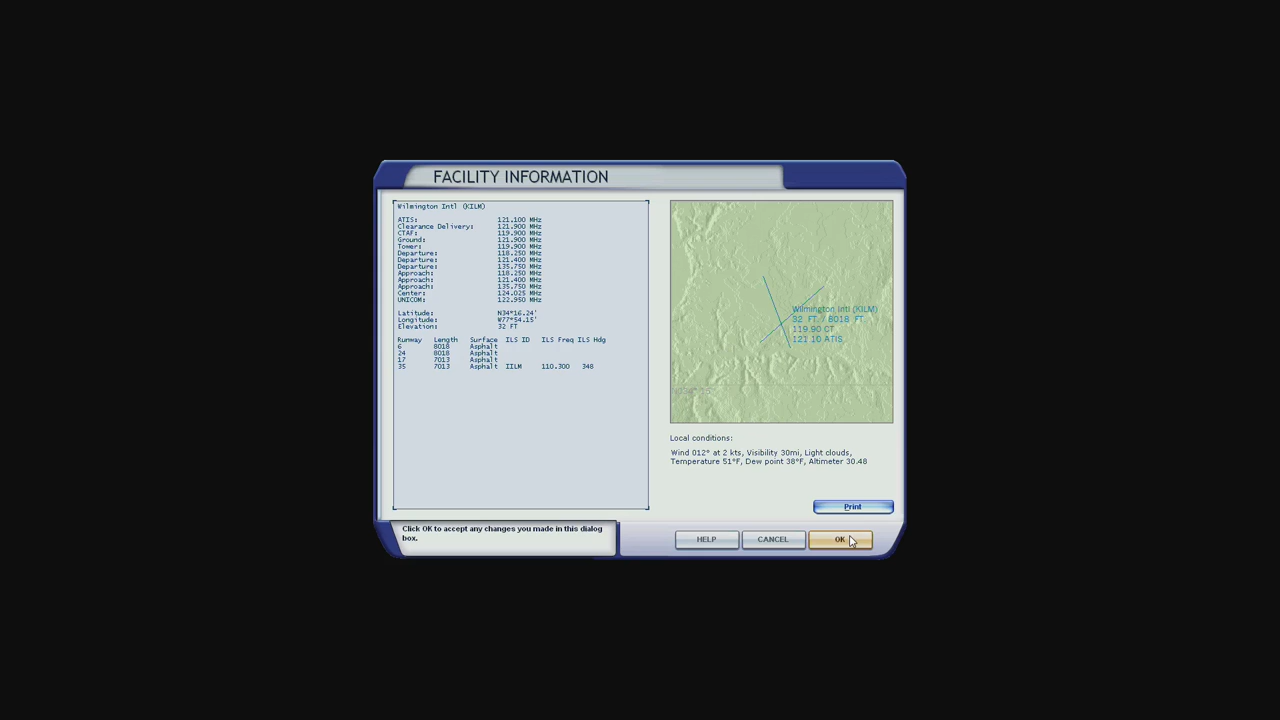 FACILITY INFORMATION
Wilmington Intl (KILM)
ATIS: 121.100 MHz
Clearance Delivery: 121.900 MHz
CTAF: 119.900 MHz
Ground: 121.900 MHz
Tower: 119.900 MHz
Departure: 118.250 MHz
Departure: 121.400 MHz
Departure: 135.750 MHz
Approach: 118.250 MHz
Approach: 121.400 MHz
Approach: 135.750 MHz
Center: 124.025 MHz
UNICOM: 122.950 MHz
Latitude: N34°16.24'
Longitude: W77°54.15'
Elevation: 32 FT
Runway Length Surface ILS ID ILS Freq ILS Hdg
6 8018 Asphalt
24 8018 Asphalt
17 7013 Asphalt
35 7013 Asphalt IILM 110.300 348
Wilmington Intl (KILM)
32 FT / 8018 FT
119.90 CT
121.10 ATIS
Local conditions:
Wind 012° at 2 kts, Visibility 30mi, Light clouds,
Temperature 51°F, Dew point 38°F, Altimeter 30.48
Print
Click OK to accept any changes you made in this dialog
box.
HELP CANCEL OK